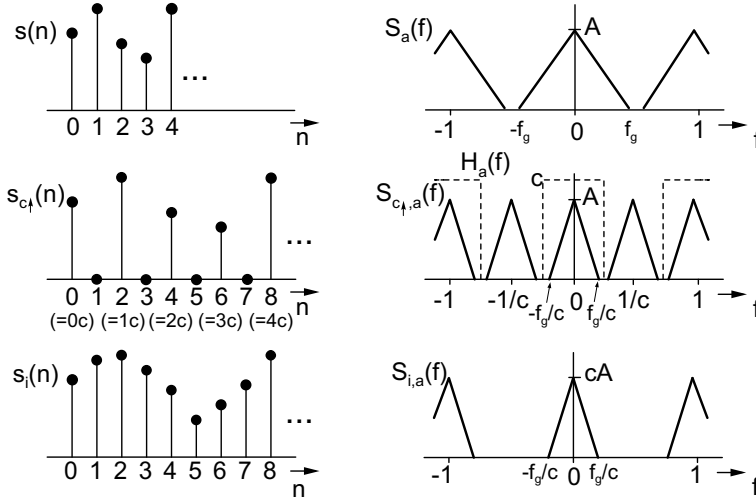 s(n)
...
0 1 2 3 4
n
S_a(f)
A
-1 -f_g 0 f_g 1
f
s_c↑(n)
...
0 1 2 3 4 5 6 7 8
n
(=0c) (=1c) (=2c) (=3c) (=4c)
H_a(f)
S_c↑,a(f)
c
A
-1 -1/c 0 1/c 1
f
-f_g/c f_g/c
s_i(n)
...
0 1 2 3 4 5 6 7 8
n
S_i,a(f)
cA
-1 -f_g/c 0 f_g/c 1
f